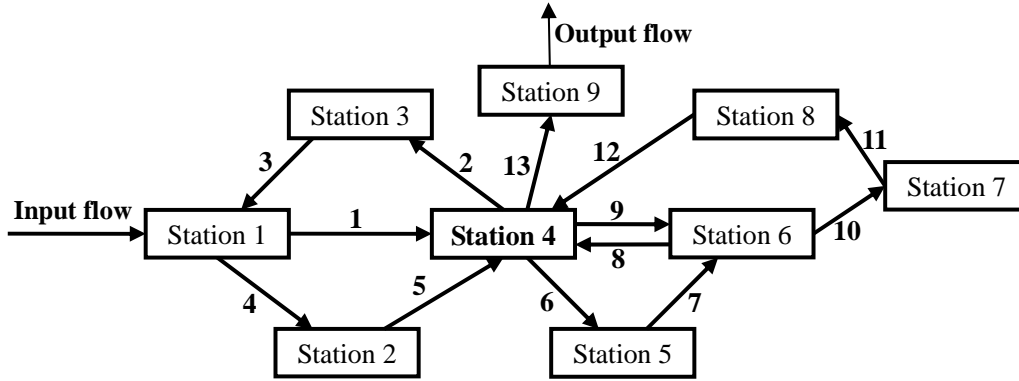 Output flow
Station 9
Station 3
Station 8
3
2
13
12
11
Station 7
Input flow
Station 1
1
Station 4
9
8
Station 6
10
4
5
6
7
Station 2
Station 5